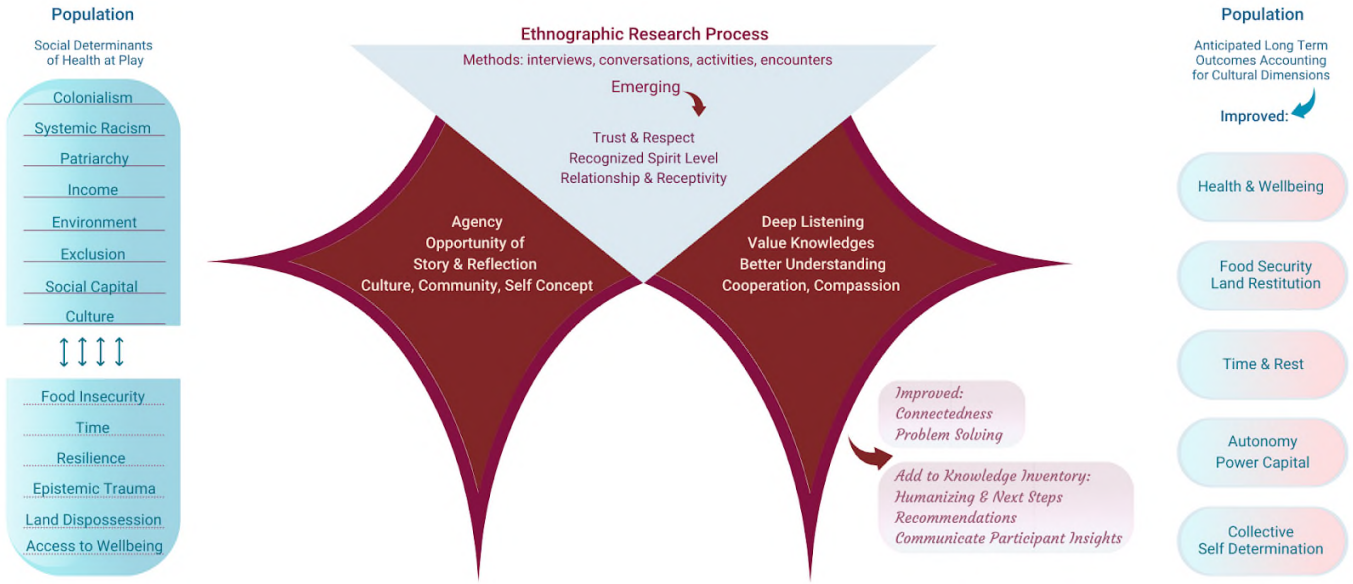 Population
Social Determinants
of Health at Play
Colonialism
Systemic Racism
Patriarchy
Income
Environment
Exclusion
Social Capital
Culture
Food Insecurity
Time
Resilience
Epistemic Trauma
Land Dispossession
Access to Wellbeing
Ethnographic Research Process
Methods: interviews, conversations, activities, encounters
Emerging
Trust & Respect
Recognized Spirit Level
Relationship & Receptivity
Agency
Opportunity of
Story & Reflection
Culture, Community, Self Concept
Deep Listening
Value Knowledges
Better Understanding
Cooperation, Compassion
Improved:
Connectedness
Problem Solving
Add to Knowledge Inventory:
Humanizing & Next Steps
Recommendations
Communicate Participant Insights
Population
Anticipated Long Term
Outcomes Accounting
for Cultural Dimensions
Improved:
Health & Wellbeing
Food Security
Land Restitution
Time & Rest
Autonomy
Power Capital
Collective
Self Determination